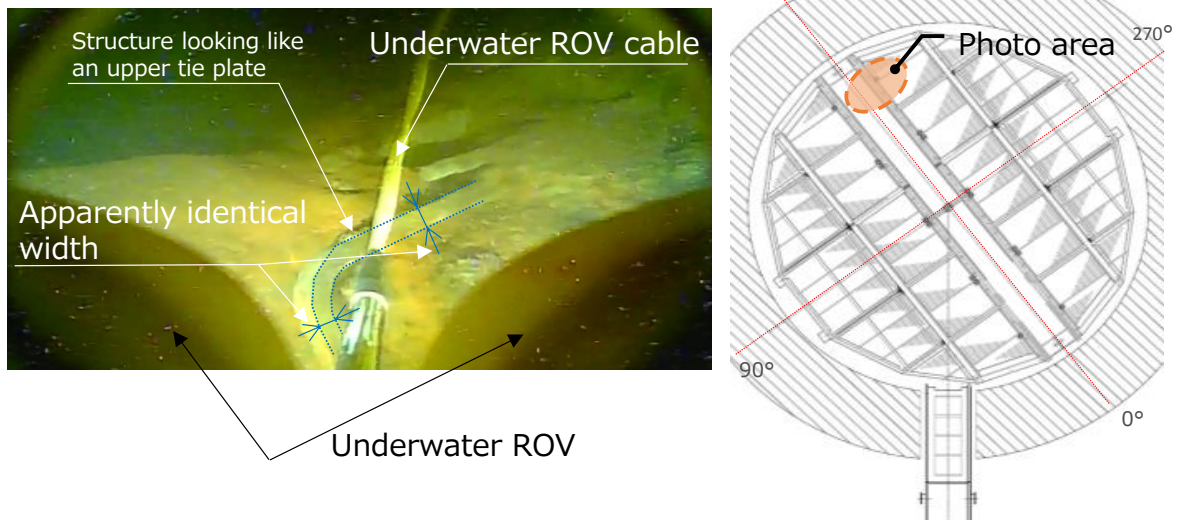 Structure looking like
an upper tie plate
Underwater ROV cable
Apparently identical
width
Underwater ROV
Photo area
270°
90°
0°